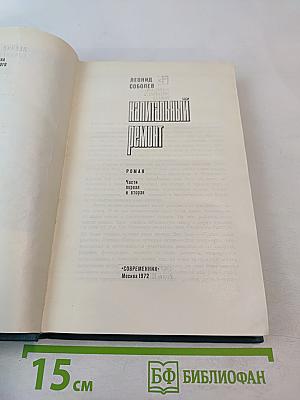 ЛЕОНИД
СОБОЛЕВ
капитальный
ремонт
РОМАН
Части
первая
и вторая
«СОВРЕМЕННИК»
Москва 1972
15 см
БФ БИБЛИОФАН